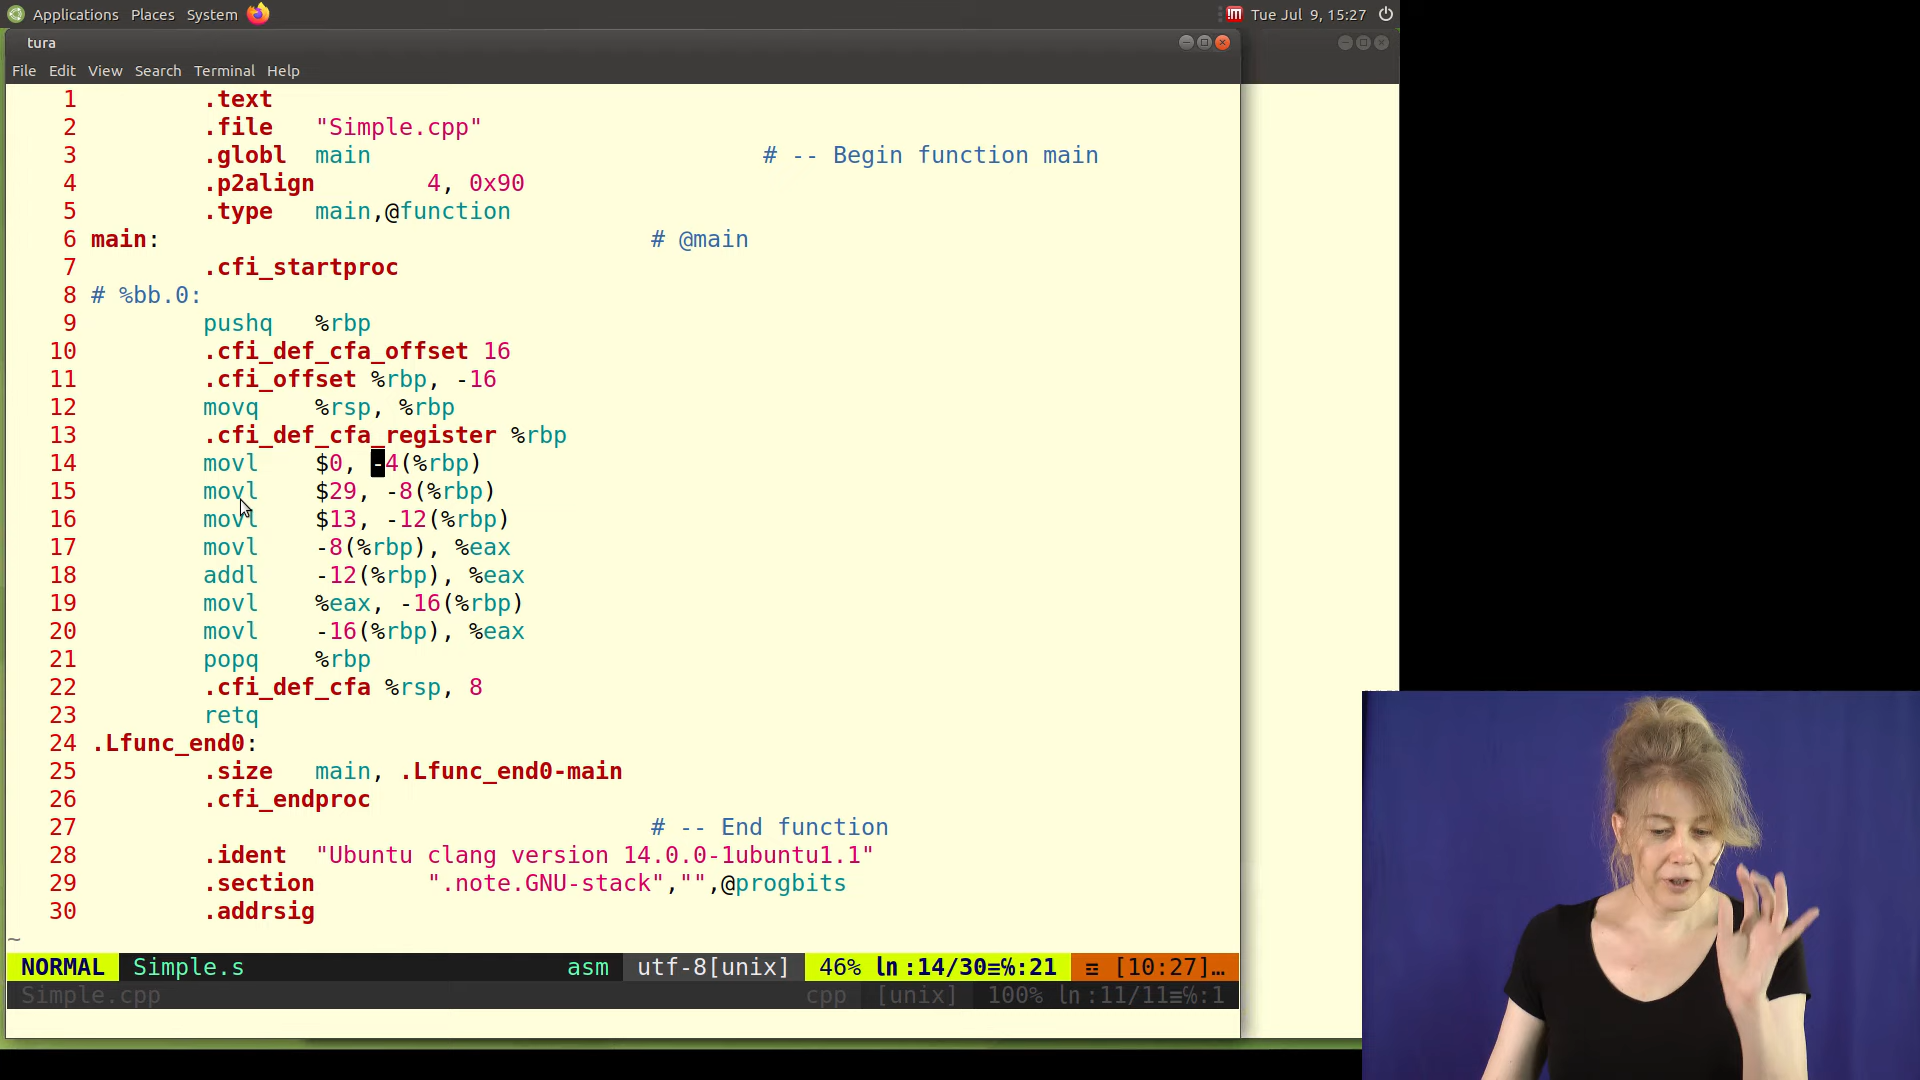 Applications Places System Tue Jul 9, 15:27
tura
File Edit View Search Terminal Help
1 .text
2 .file "Simple.cpp"
3 .globl main # -- Begin function main
4 .p2align 4, 0x90
5 .type main,@function
6 main: # @main
7 .cfi_startproc
8 # %bb.0:
9 pushq %rbp
10 .cfi_def_cfa_offset 16
11 .cfi_offset %rbp, -16
12 movq %rsp, %rbp
13 .cfi_def_cfa_register %rbp
14 movl $0, -4(%rbp)
15 movl $29, -8(%rbp)
16 movl $13, -12(%rbp)
17 movl -8(%rbp), %eax
18 addl -12(%rbp), %eax
19 movl %eax, -16(%rbp)
20 movl -16(%rbp), %eax
21 popq %rbp
22 .cfi_def_cfa %rsp, 8
23 retq
24 .Lfunc_end0:
25 .size main, .Lfunc_end0-main
26 .cfi_endproc
27 # -- End function
28 .ident "Ubuntu clang version 14.0.0-1ubuntu1.1"
29 .section ".note.GNU-stack","",@progbits
30 .addrsig
~
NORMAL Simple.s asm utf-8[unix] 46% ln:14/30≡℅:21 ☲ [10:27]…
Simple.cpp cpp [unix] 100% ln:11/11≡℅:1